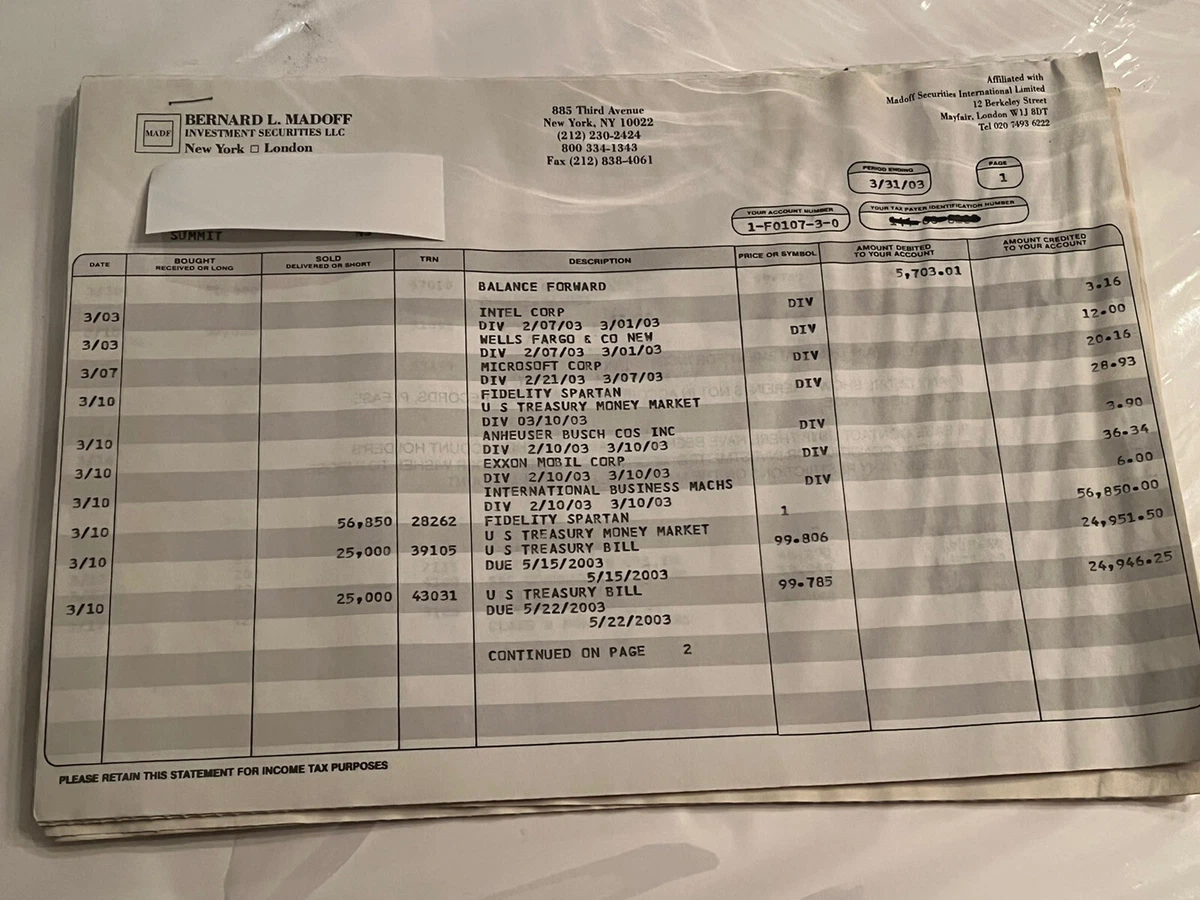 BERNARD L. MADOFF
MADF
INVESTMENT SECURITIES LLC
New York □ London
885 Third Avenue
New York, NY 10022
(212) 230-2424
800 334-1343
Fax (212) 838-4061
Affiliated with
Madoff Securities International Limited
12 Berkeley Street
Mayfair, London W1J 8DT
Tel 020 7493 6222
PERIOD ENDING
3/31/03
PAGE
1
YOUR ACCOUNT NUMBER
1-F0107-3-0
YOUR TAX PAYER IDENTIFICATION NUMBER
SUMMIT
DATE BOUGHT RECEIVED OR LONG SOLD DELIVERED OR SHORT TRN DESCRIPTION PRICE OR SYMBOL AMOUNT DEBITED TO YOUR ACCOUNT AMOUNT CREDITED TO YOUR ACCOUNT
BALANCE FORWARD 5,703.01
3/03 INTEL CORP DIV 3.16
DIV 2/07/03 3/01/03
3/03 WELLS FARGO & CO NEW DIV 12.00
DIV 2/07/03 3/01/03
3/07 MICROSOFT CORP DIV 20.16
DIV 2/21/03 3/07/03
3/10 FIDELITY SPARTAN DIV 28.93
U S TREASURY MONEY MARKET
DIV 03/10/03
3/10 ANHEUSER BUSCH COS INC DIV 3.90
DIV 2/10/03 3/10/03
3/10 EXXON MOBIL CORP DIV 36.34
DIV 2/10/03 3/10/03
3/10 INTERNATIONAL BUSINESS MACHS DIV 6.00
DIV 2/10/03 3/10/03
3/10 56,850 28262 FIDELITY SPARTAN 1 56,850.00
U S TREASURY MONEY MARKET
3/10 25,000 39105 U S TREASURY BILL 99.806 24,951.50
DUE 5/15/2003
5/15/2003
3/10 25,000 43031 U S TREASURY BILL 99.785 24,946.25
DUE 5/22/2003
5/22/2003
CONTINUED ON PAGE 2
PLEASE RETAIN THIS STATEMENT FOR INCOME TAX PURPOSES